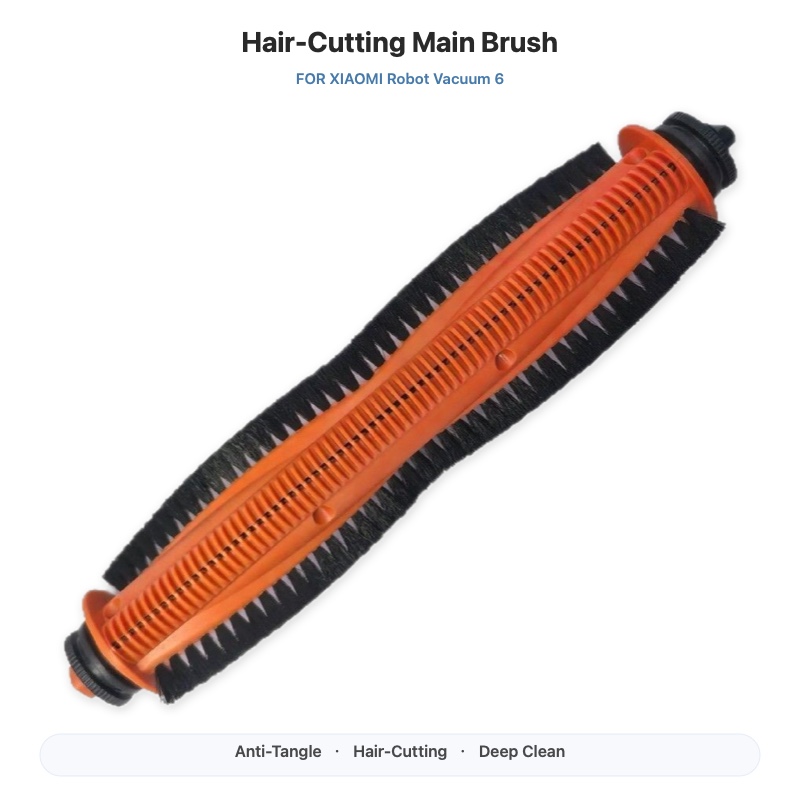 Hair-Cutting Main Brush
FOR XIAOMI Robot Vacuum 6
Anti-Tangle · Hair-Cutting · Deep Clean